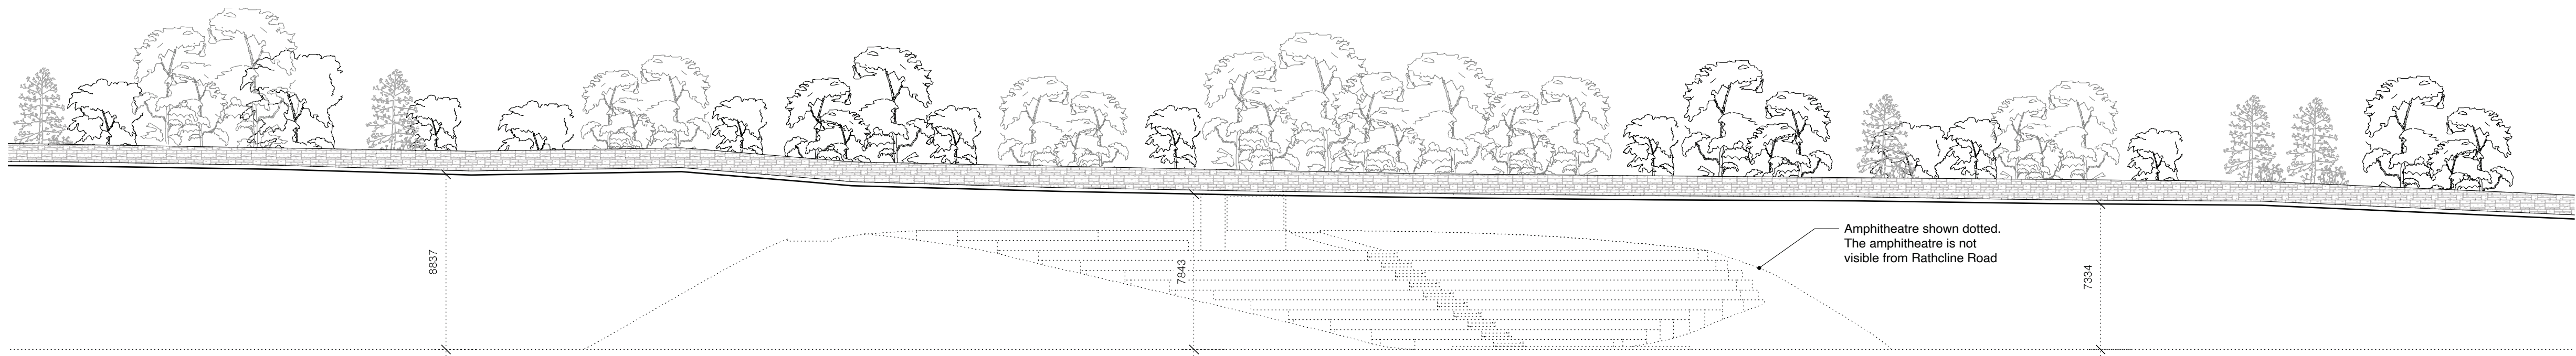 Amphitheatre shown dotted.
The amphitheatre is not
visible from Rathcline Road
8837
7843
7334